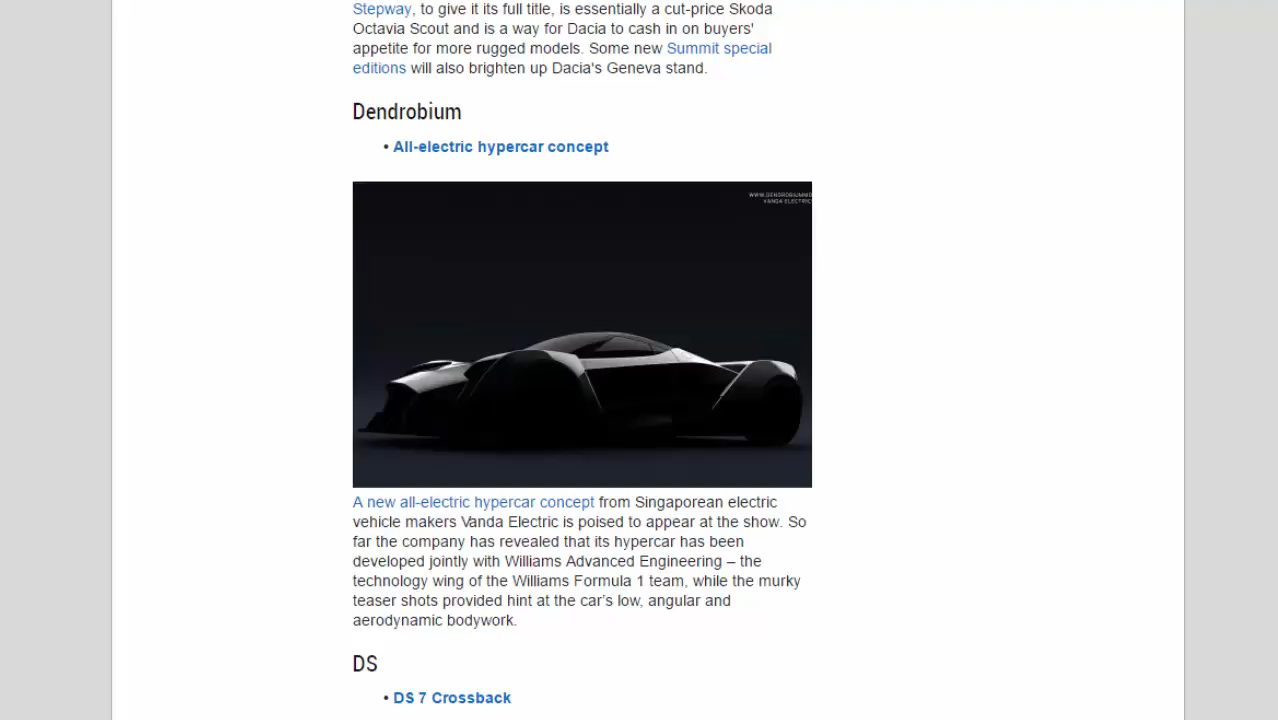 Stepway, to give it its full title, is essentially a cut-price Skoda
Octavia Scout and is a way for Dacia to cash in on buyers'
appetite for more rugged models. Some new Summit special
editions will also brighten up Dacia's Geneva stand.
Dendrobium
• All-electric hypercar concept
WWW.DENDROBIUMWO
VANDA ELECTRIC
A new all-electric hypercar concept from Singaporean electric
vehicle makers Vanda Electric is poised to appear at the show. So
far the company has revealed that its hypercar has been
developed jointly with Williams Advanced Engineering – the
technology wing of the Williams Formula 1 team, while the murky
teaser shots provided hint at the car’s low, angular and
aerodynamic bodywork.
DS
• DS 7 Crossback